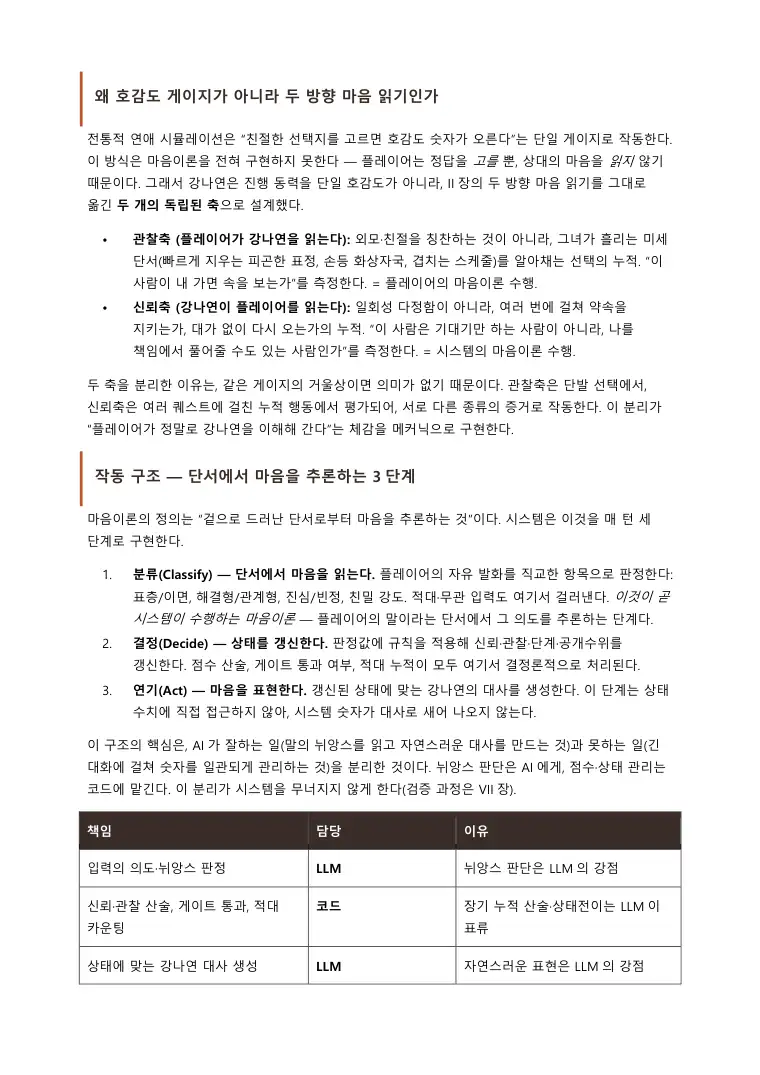 왜 호감도 게이지가 아니라 두 방향 마음 읽기인가
전통적 연애 시뮬레이션은 “친절한 선택지를 고르면 호감도 숫자가 오른다”는 단일 게이지로 작동한다.
이 방식은 마음이론을 전혀 구현하지 못한다 — 플레이어는 정답을 고를 뿐, 상대의 마음을 읽지 않기
때문이다. 그래서 강나연은 진행 동력을 단일 호감도가 아니라, II 장의 두 방향 마음 읽기를 그대로
옮긴 두 개의 독립된 축으로 설계했다.
• 관찰축 (플레이어가 강나연을 읽는다): 외모·친절을 칭찬하는 것이 아니라, 그녀가 흘리는 미세
단서(빠르게 지우는 피곤한 표정, 손등 화상자국, 겹치는 스케줄)를 알아채는 선택의 누적. “이
사람이 내 가면 속을 보는가”를 측정한다. = 플레이어의 마음이론 수행.
• 신뢰축 (강나연이 플레이어를 읽는다): 일회성 다정함이 아니라, 여러 번에 걸쳐 약속을
지키는가, 대가 없이 다시 오는가의 누적. “이 사람은 기대기만 하는 사람이 아니라, 나를
책임에서 풀어줄 수도 있는 사람인가”를 측정한다. = 시스템의 마음이론 수행.
두 축을 분리한 이유는, 같은 게이지의 거울상이면 의미가 없기 때문이다. 관찰축은 단발 선택에서,
신뢰축은 여러 퀘스트에 걸친 누적 행동에서 평가되어, 서로 다른 종류의 증거로 작동한다. 이 분리가
“플레이어가 정말로 강나연을 이해해 간다”는 체감을 메커닉으로 구현한다.
작동 구조 — 단서에서 마음을 추론하는 3 단계
마음이론의 정의는 “겉으로 드러난 단서로부터 마음을 추론하는 것”이다. 시스템은 이것을 매 턴 세
단계로 구현한다.
1. 분류(Classify) — 단서에서 마음을 읽는다. 플레이어의 자유 발화를 직교한 항목으로 판정한다:
표층/이면, 해결형/관계형, 진심/빈정, 친밀 강도. 적대·무관 입력도 여기서 걸러낸다. 이것이 곧
시스템이 수행하는 마음이론 — 플레이어의 말이라는 단서에서 그 의도를 추론하는 단계다.
2. 결정(Decide) — 상태를 갱신한다. 판정값에 규칙을 적용해 신뢰·관찰·단계·공개수위를
갱신한다. 점수 산술, 게이트 통과 여부, 적대 누적이 모두 여기서 결정론적으로 처리된다.
3. 연기(Act) — 마음을 표현한다. 갱신된 상태에 맞는 강나연의 대사를 생성한다. 이 단계는 상태
수치에 직접 접근하지 않아, 시스템 숫자가 대사로 새어 나오지 않는다.
이 구조의 핵심은, AI 가 잘하는 일(말의 뉘앙스를 읽고 자연스러운 대사를 만드는 것)과 못하는 일(긴
대화에 걸쳐 숫자를 일관되게 관리하는 것)을 분리한 것이다. 뉘앙스 판단은 AI 에게, 점수·상태 관리는
코드에 맡긴다. 이 분리가 시스템을 무너지지 않게 한다(검증 과정은 VII 장).
책임 담당 이유
입력의 의도·뉘앙스 판정 LLM 뉘앙스 판단은 LLM 의 강점
신뢰·관찰 산술, 게이트 통과, 적대 코드 장기 누적 산술·상태전이는 LLM 이
카운팅 표류
상태에 맞는 강나연 대사 생성 LLM 자연스러운 표현은 LLM 의 강점